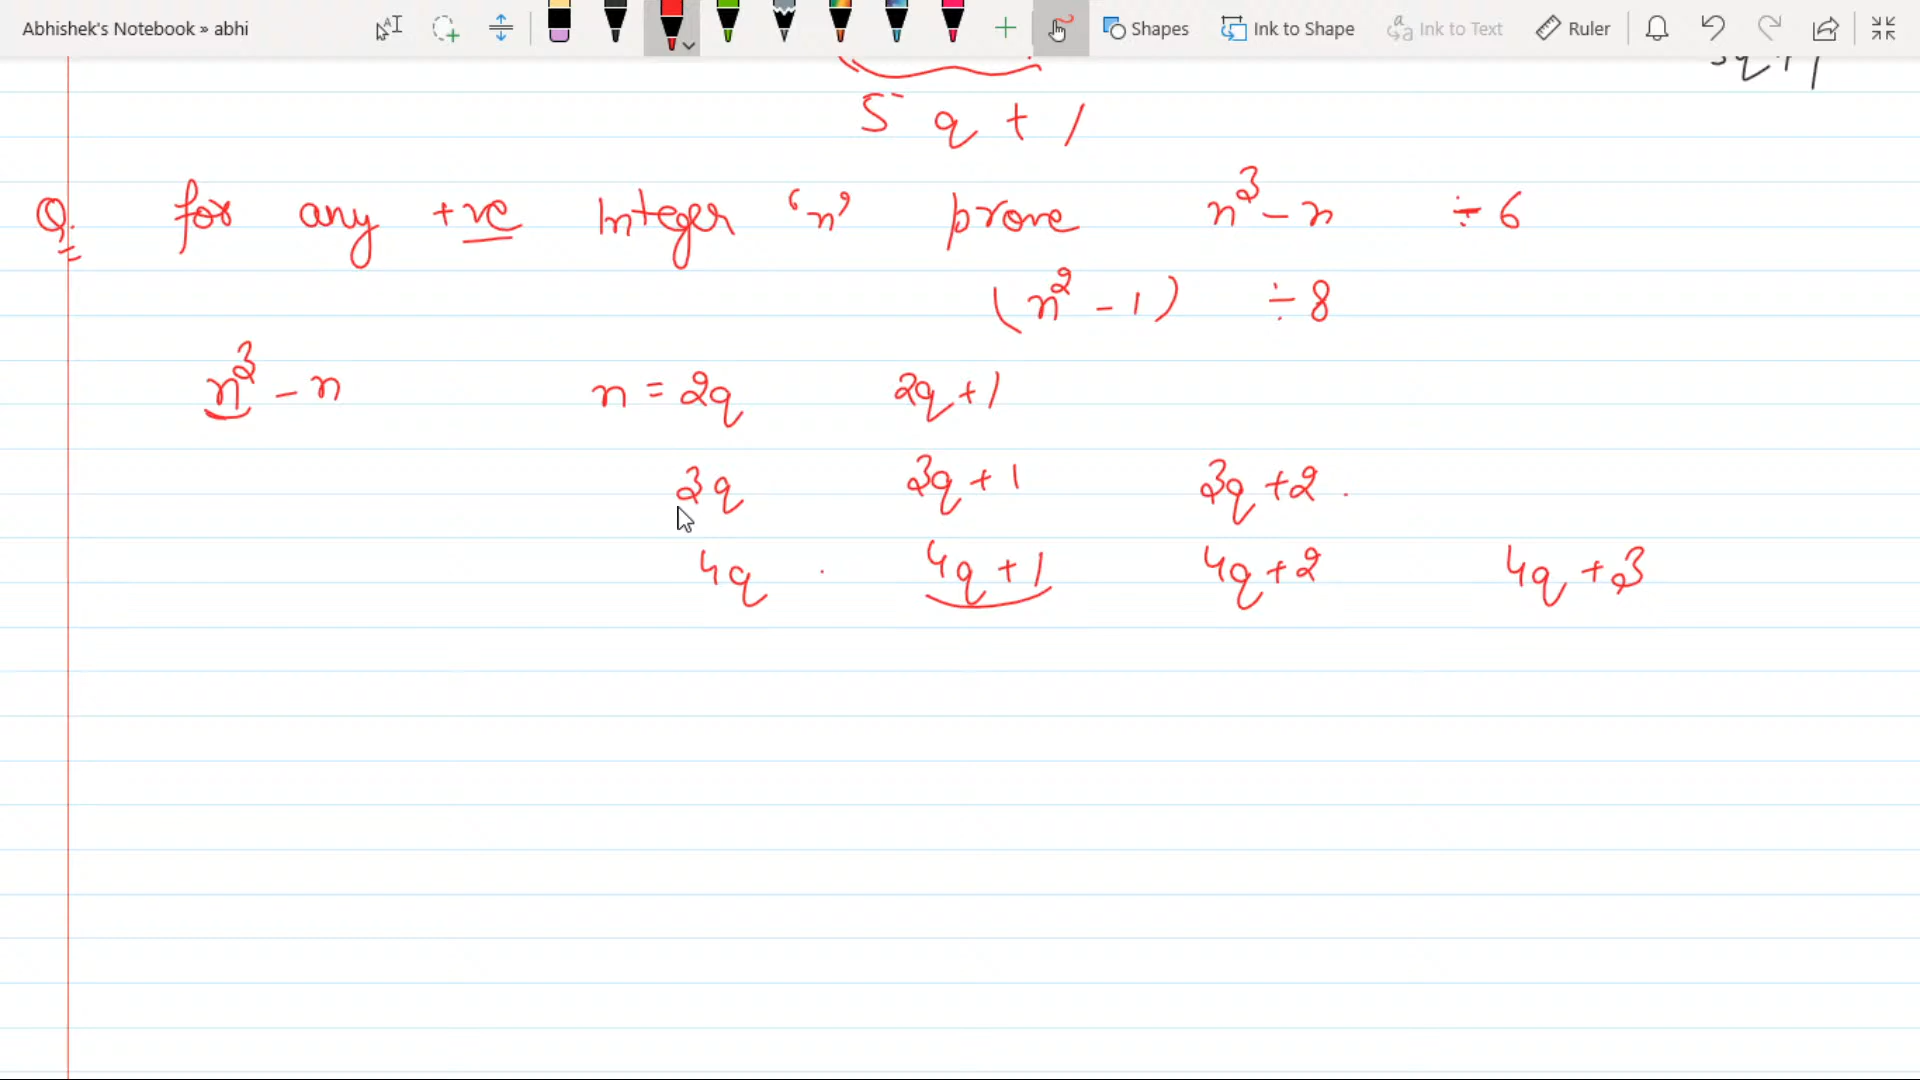 Abhishek's Notebook » abhi Shapes Ink to Shape Ink to Text Ruler
5 q + 1
Q. for any +ve Integer ‘n’ prove n³ - n ÷ 6
(n² - 1) ÷ 8
n³ - n n = 2q 2q + 1
3q 3q + 1 3q + 2 .
4q . 4q + 1 4q + 2 4q + 3